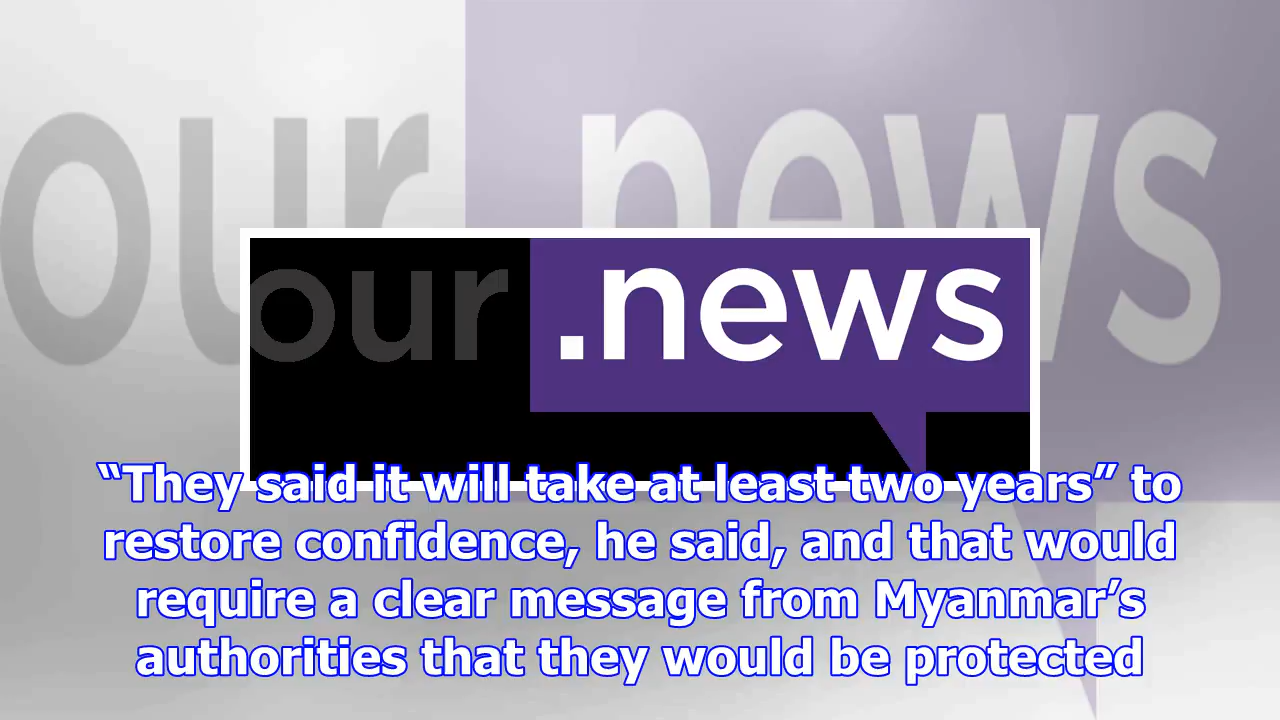 our .news
our .news
“They said it will take at least two years” to
restore confidence, he said, and that would
require a clear message from Myanmar’s
authorities that they would be protected